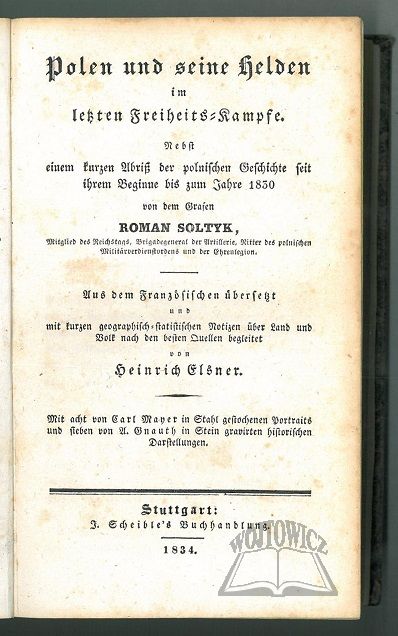 Polen und seine Helden
im
letzten Freiheits-Kampfe.
Nebst
einem kurzen Abriß der polnischen Geschichte seit
ihrem Beginne bis zum Jahre 1830
von dem Grafen
ROMAN SOLTYK,
Mitglied des Reichstags, Brigadegeneral der Artillerie, Ritter des polnischen
Militärverdienstordens und der Ehrenlegion.
Aus dem Französischen übersetzt
und
mit kurzen geographisch-statistischen Notizen über Land und
Volk nach den besten Quellen begleitet
von
Heinrich Elsner.
Mit acht von Carl Mayer in Stahl gestochenen Portraits
und sieben von A. Gnauth in Stein gravirten historischen
Darstellungen.
Stuttgart:
J. Scheible's Buchhandlung.
1834.
WÓJTOWICZ
KRAKÓW